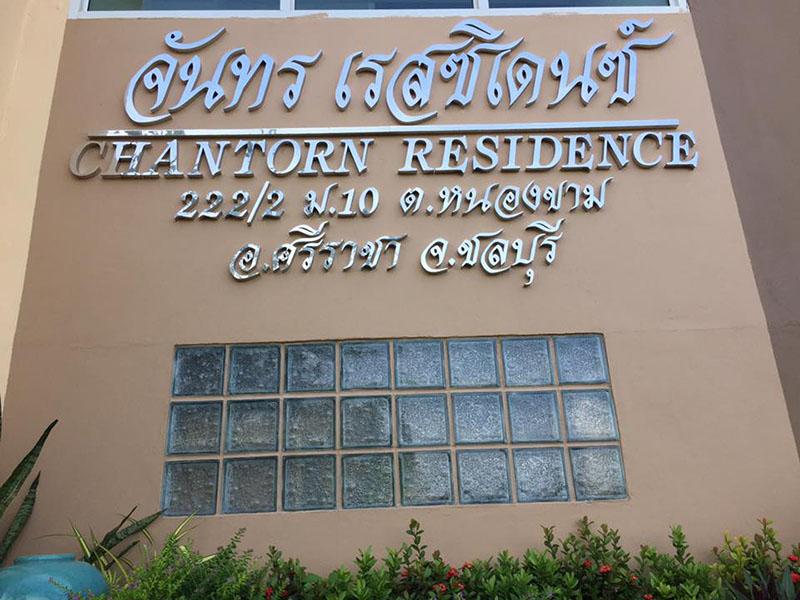 จันทร เรสซิเดนซ์
CHANTORN RESIDENCE
222/2 ม.10 ต.หนองขาม
อ.ศรีราชา จ.ชลบุรี